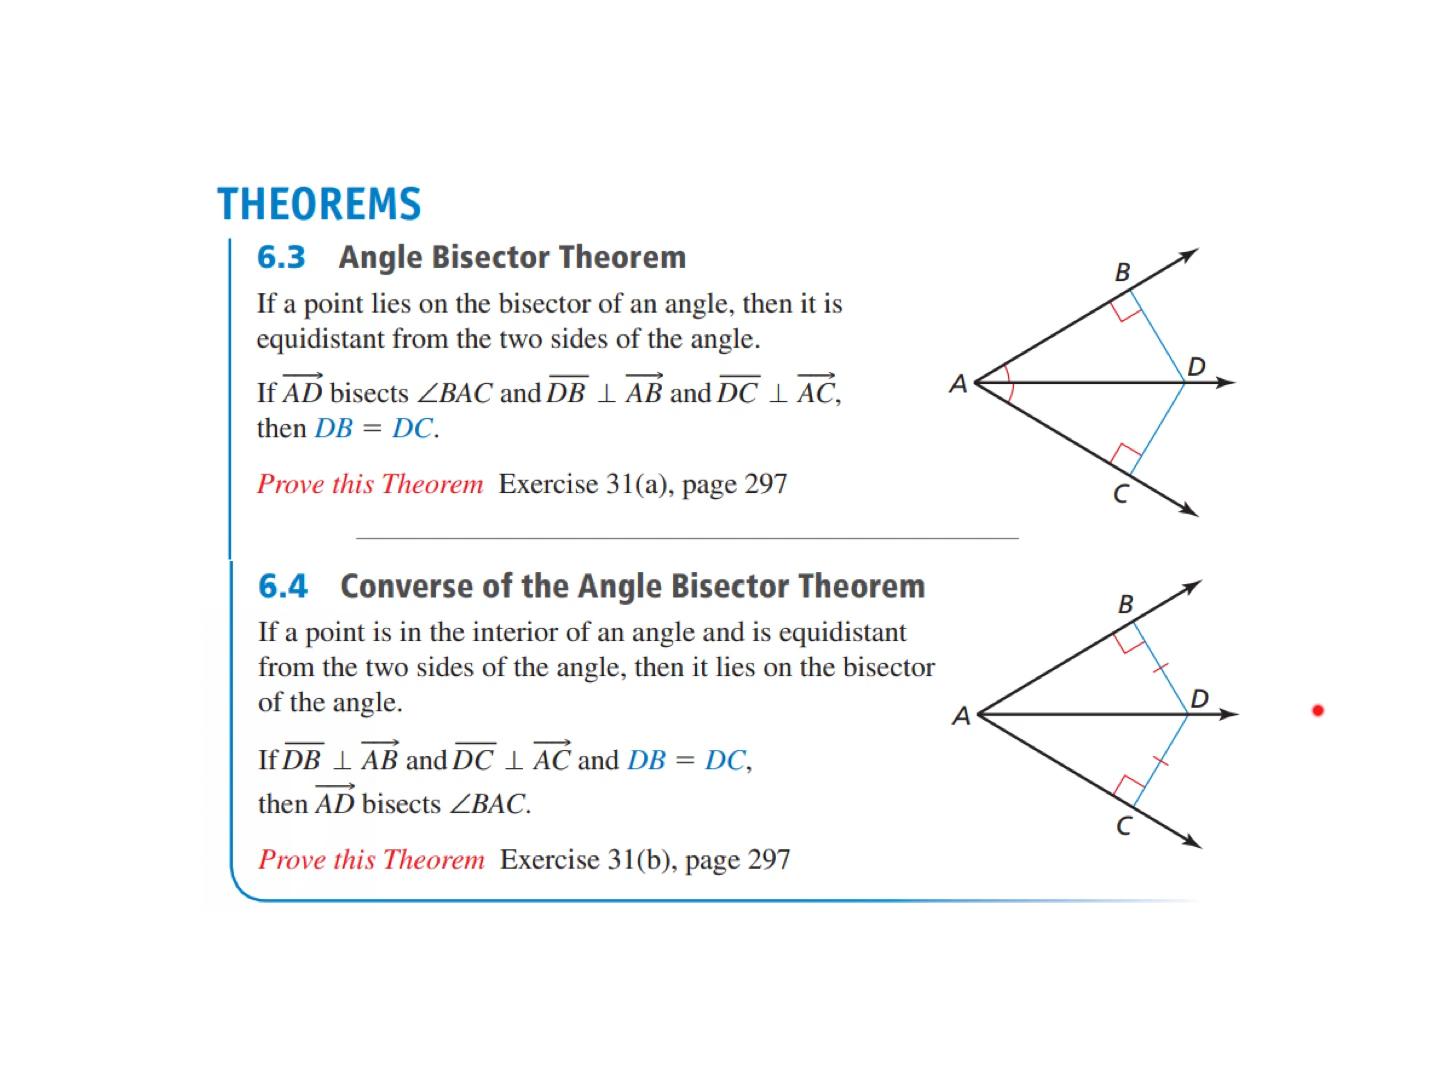 THEOREMS
6.3 Angle Bisector Theorem
If a point lies on the bisector of an angle, then it is
equidistant from the two sides of the angle.
If AD bisects ∠BAC and DB ⊥ AB and DC ⊥ AC,
then DB = DC.
Prove this Theorem Exercise 31(a), page 297
B
A
D
C
6.4 Converse of the Angle Bisector Theorem
If a point is in the interior of an angle and is equidistant
from the two sides of the angle, then it lies on the bisector
of the angle.
If DB ⊥ AB and DC ⊥ AC and DB = DC,
then AD bisects ∠BAC.
Prove this Theorem Exercise 31(b), page 297
B
A
D
C